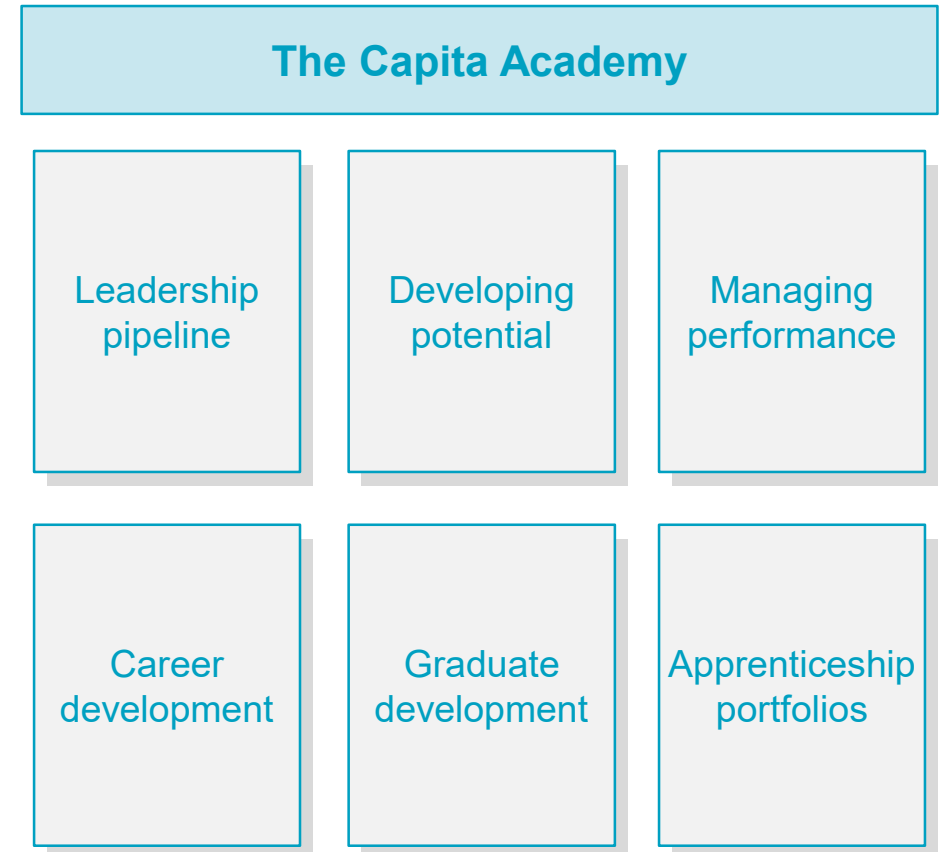 The Capita Academy
Leadership
pipeline
Developing
potential
Managing
performance
Career
development
Graduate
development
Apprenticeship
portfolios